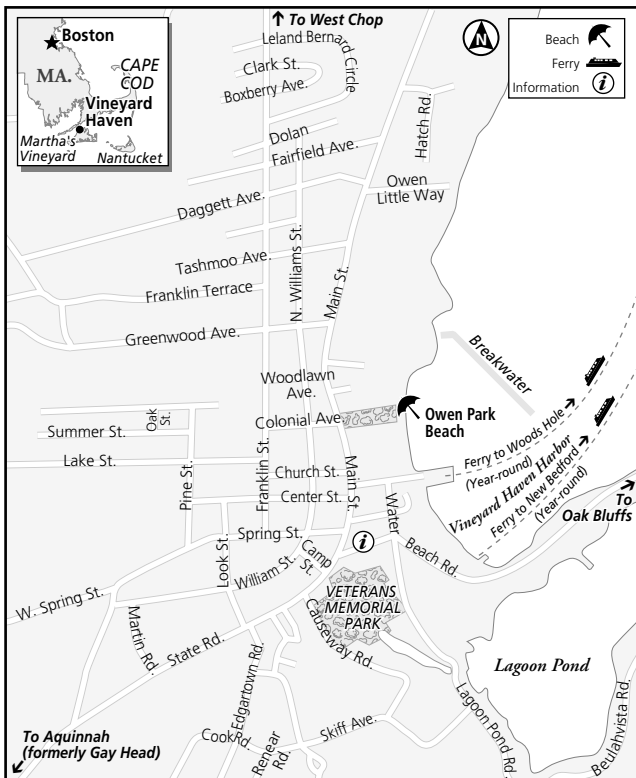 To West Chop
Boston
MA.
CAPE
COD
Vineyard
Haven
Martha's
Vineyard
Nantucket
N
Beach
Ferry
Information
i
Leland Bernard Circle
Clark St.
Boxberry Ave.
Dolan
Fairfield Ave.
Hatch Rd.
Owen
Little Way
Daggett Ave.
N. Williams St.
Main St.
Tashmoo Ave.
Franklin Terrace
Greenwood Ave.
Breakwater
Woodlawn
Ave.
Oak
St.
Colonial Ave.
Owen Park
Beach
Summer St.
Lake St.
Pine St.
Franklin St.
Church St.
Main St.
Center St.
Water
Ferry to Woods Hole
(Year-round)
Vineyard Haven Harbor
Ferry to New Bedford
(Year-round)
To
Oak Bluffs
Spring St.
i
Beach Rd.
Look St.
Camp
St.
William St.
W. Spring St.
VETERANS
MEMORIAL
PARK
Martin Rd.
State Rd.
Causeway Rd.
Edgartown Rd.
Lagoon Pond
Lagoon Pond Rd.
Beulahvista Rd.
Skiff Ave.
Cook Rd.
Renear
Rd.
To Aquinnah
(formerly Gay Head)